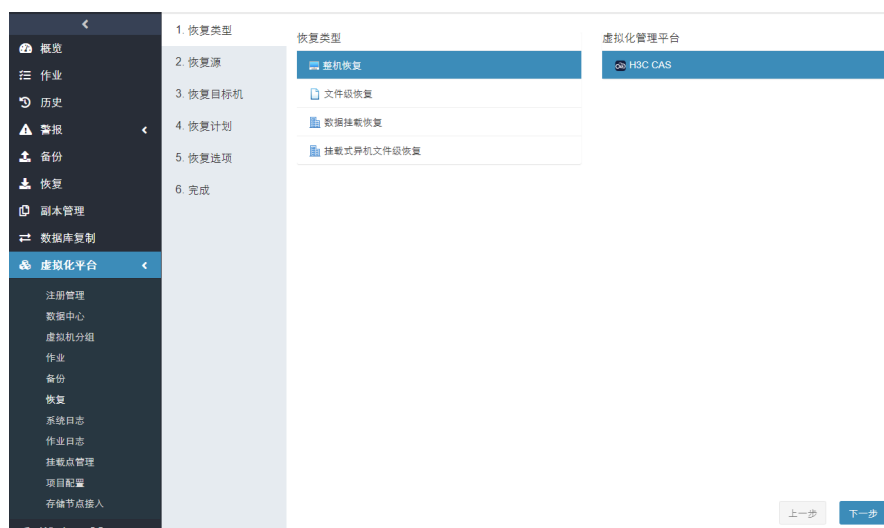 概览
作业
历史
警报
备份
恢复
副本管理
数据库复制
虚拟化平台
注册管理
数据中心
虚拟机分组
作业
备份
恢复
系统日志
作业日志
挂载点管理
项目配置
存储节点接入
1. 恢复类型
2. 恢复源
3. 恢复目标机
4. 恢复计划
5. 恢复选项
6. 完成
恢复类型
整机恢复
文件级恢复
数据挂载恢复
挂载式异机文件级恢复
虚拟化管理平台
H3C CAS
上一步
下一步